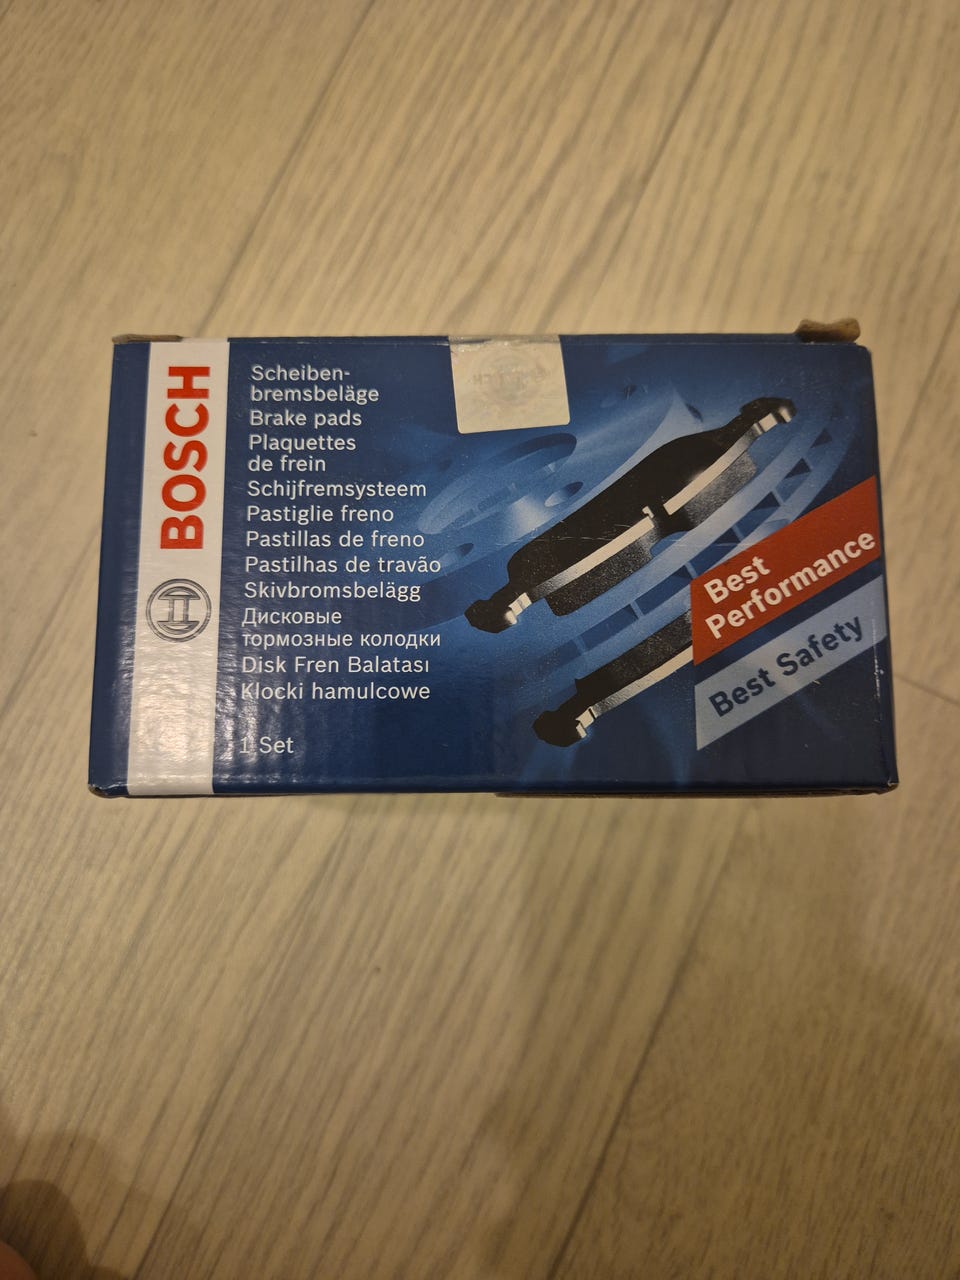 BOSCH
Scheiben-
bremsbeläge
Brake pads
Plaquettes
de frein
Schijfremsysteem
Pastiglie freno
Pastillas de freno
Pastilhas de travão
Skivbromsbelägg
Дисковые
тормозные колодки
Disk Fren Balatası
Klocki hamulcowe
1 Set
Best
Performance
Best Safety